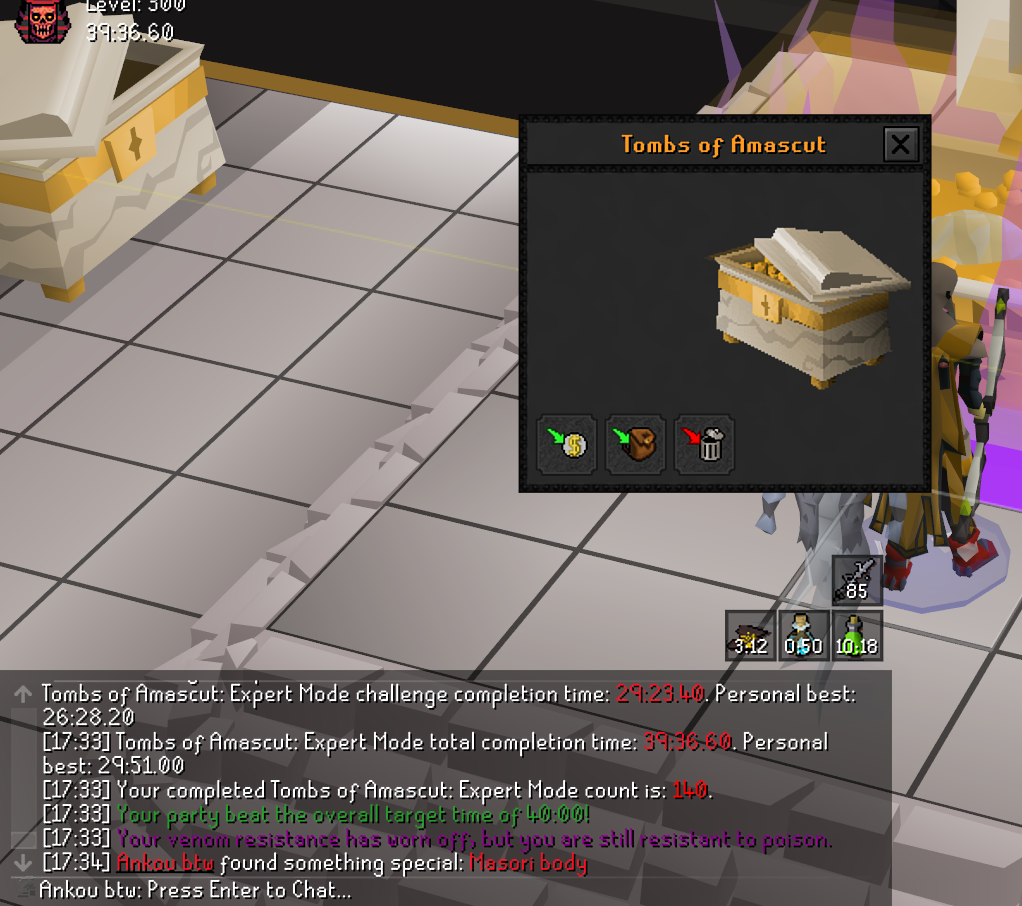 Level: 300
39:36.60
Tombs of Amascut
85
3:12
0:50
10:18
Tombs of Amascut: Expert Mode challenge completion time: 29:23.40. Personal best:
26:28.20
[17:33] Tombs of Amascut: Expert Mode total completion time: 39:36.60. Personal
best: 29:51.00
[17:33] Your completed Tombs of Amascut: Expert Mode count is: 140.
[17:33] Your party beat the overall target time of 40:00!
[17:33] Your venom resistance has worn off, but you are still resistant to poison.
[17:34] Ankou btw found something special: Masori body
Ankou btw: Press Enter to Chat...